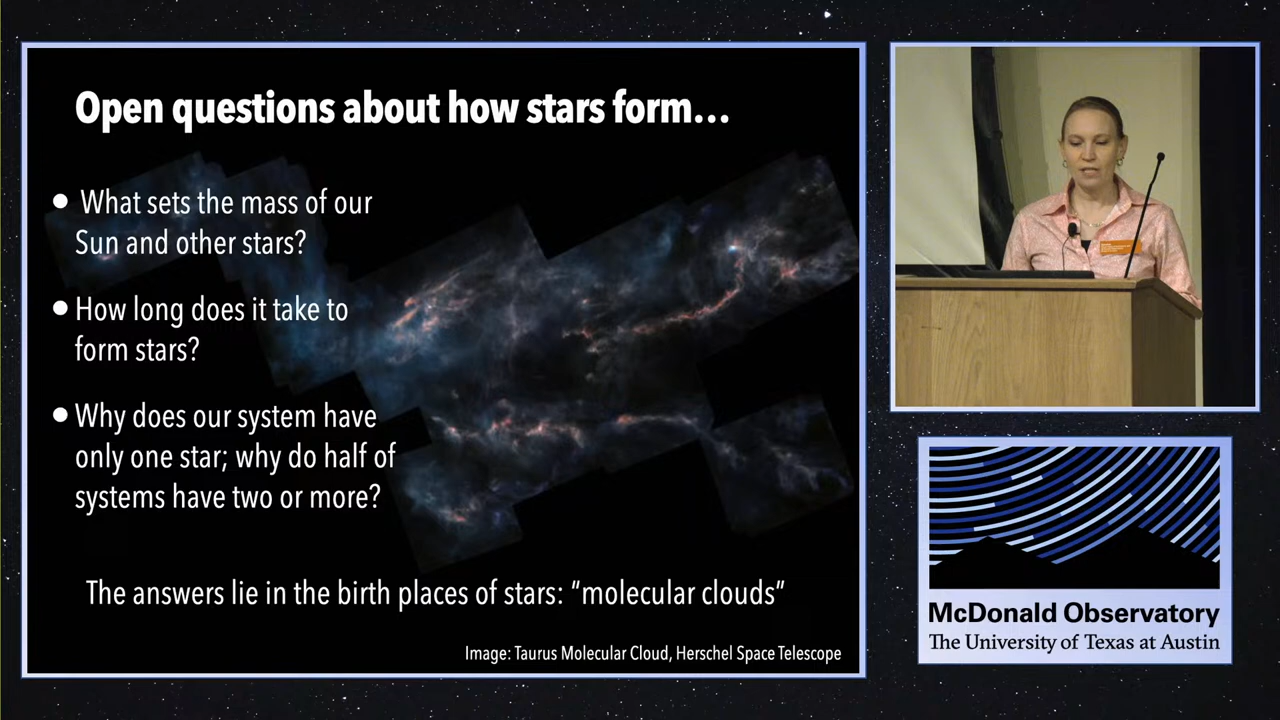 Open questions about how stars form...
• What sets the mass of our
Sun and other stars?
• How long does it take to
form stars?
• Why does our system have
only one star; why do half of
systems have two or more?
The answers lie in the birth places of stars: "molecular clouds"
Image: Taurus Molecular Cloud, Herschel Space Telescope
McDonald Observatory
The University of Texas at Austin